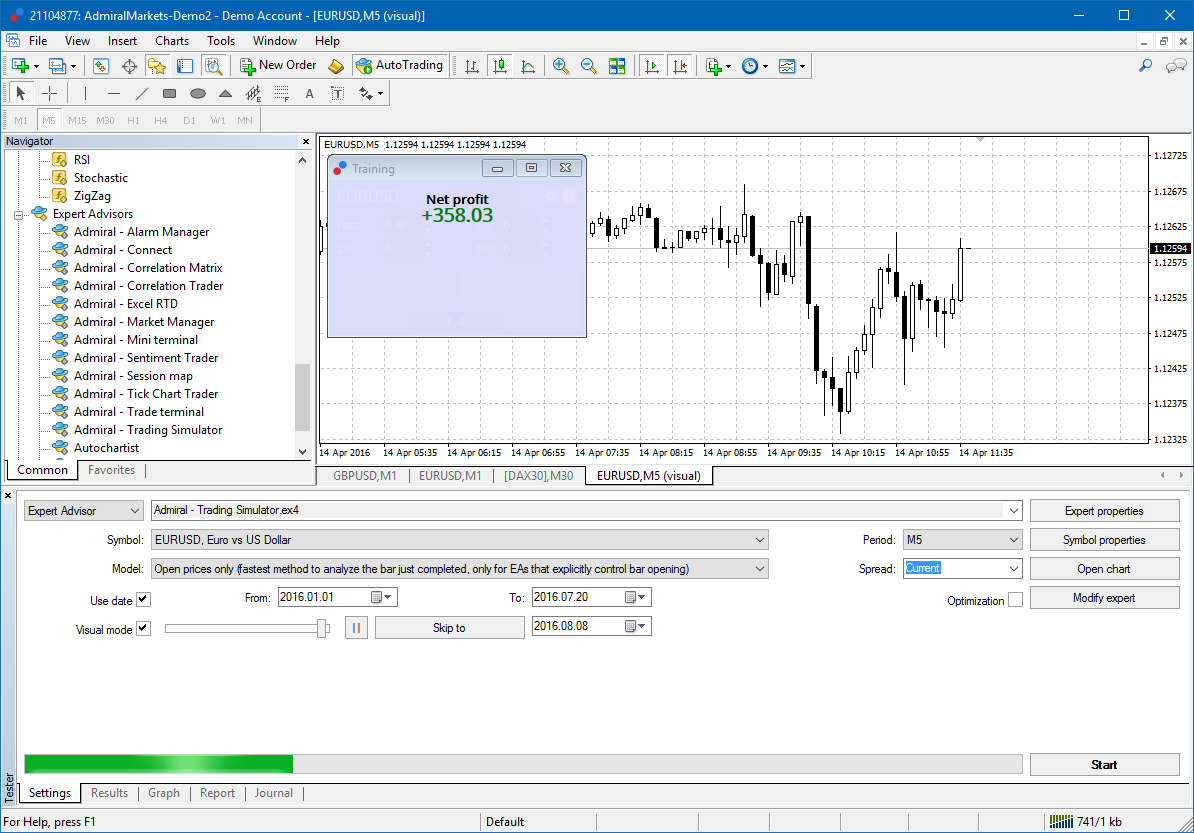 21104877: AdmiralMarkets-Demo2 - Demo Account - [EURUSD,M5 (visual)]
File View Insert Charts Tools Window Help
New Order AutoTrading
A T
M1 M5 M15 M30 H1 H4 D1 W1 MN
Navigator
RSI
Stochastic
ZigZag
Expert Advisors
Admiral - Alarm Manager
Admiral - Connect
Admiral - Correlation Matrix
Admiral - Correlation Trader
Admiral - Excel RTD
Admiral - Market Manager
Admiral - Mini terminal
Admiral - Sentiment Trader
Admiral - Session map
Admiral - Tick Chart Trader
Admiral - Trade terminal
Admiral - Trading Simulator
Autochartist
Common Favorites
EURUSD,M5 1.12594 1.12594 1.12594 1.12594
Training
EURUSD
Net profit
+358.03
1.12725
1.12675
1.12625
1.12594
1.12575
1.12525
1.12475
1.12425
1.12375
1.12325
14 Apr 2016 14 Apr 05:35 14 Apr 06:15 14 Apr 06:55 14 Apr 07:35 14 Apr 08:15 14 Apr 08:55 14 Apr 09:35 14 Apr 10:15 14 Apr 10:55 14 Apr 11:35
GBPUSD,M1 EURUSD,M1 [DAX30],M30 EURUSD,M5 (visual)
Expert Advisor Admiral - Trading Simulator.ex4 Expert properties
Symbol: EURUSD, Euro vs US Dollar Period: M5 Symbol properties
Model: Open prices only (fastest method to analyze the bar just completed, only for EAs that explicitly control bar opening) Spread: Current Open chart
Use date From: 2016.01.01 To: 2016.07.20 Optimization Modify expert
Visual mode Skip to 2016.08.08
Start
Tester
Settings Results Graph Report Journal
For Help, press F1 Default 741/1 kb